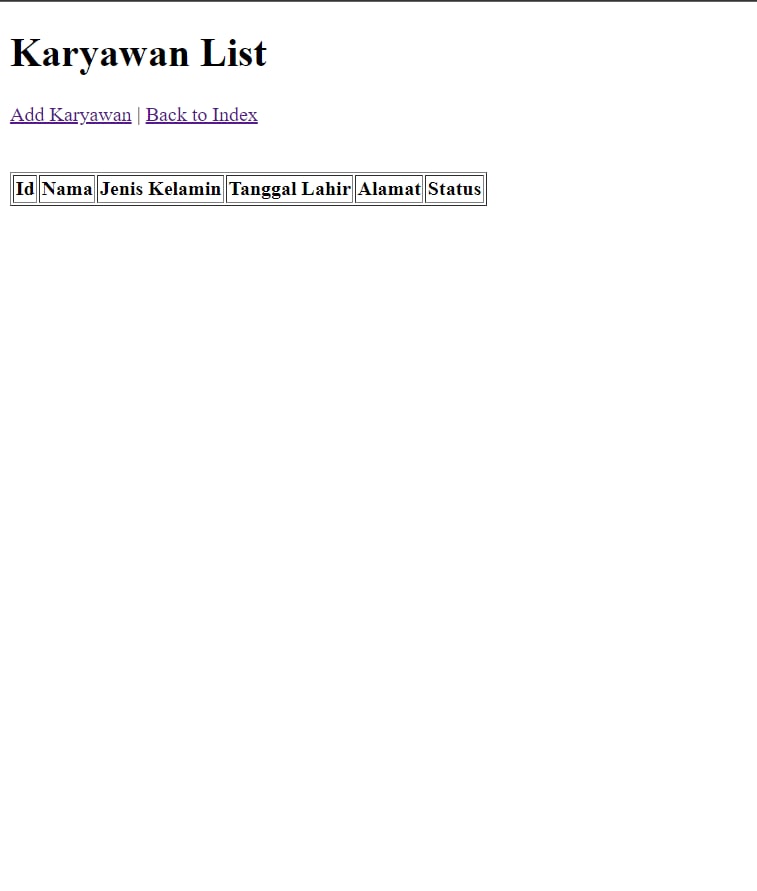 Karyawan List
Add Karyawan | Back to Index
Id Nama Jenis Kelamin Tanggal Lahir Alamat Status